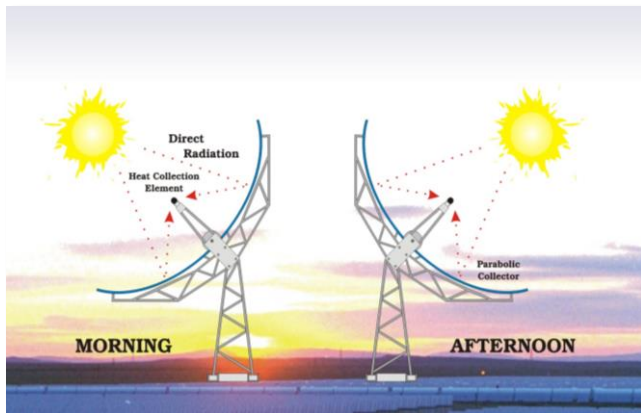 Direct
Radiation
Heat Collection
Element
Parabolic
Collector
MORNING
AFTERNOON